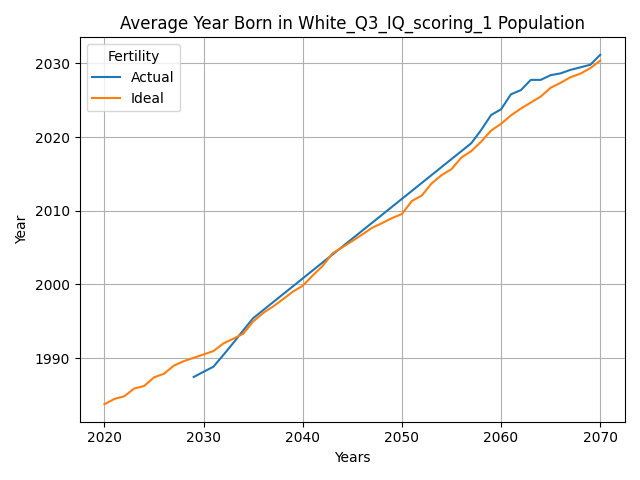 Average Year Born in White_Q3_IQ_scoring_1 Population
Fertility
Actual
Ideal
Year
2030
2020
2010
2000
1990
2020 2030 2040 2050 2060 2070
Years